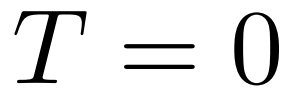 T = 0